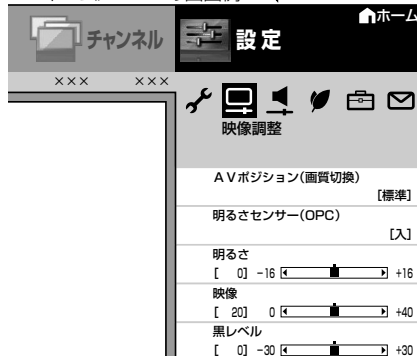 チャンネル
設定
ホーム
××× ×××
映像調整
AVポジション(画質切換)
[標準]
明るさセンサー(OPC)
[入]
明るさ
[ 0] -16 +16
映像
[ 20] 0 +40
黒レベル
[ 0] -30 +30